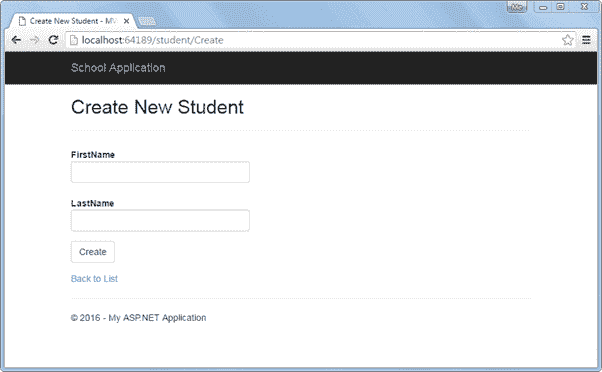 Me
Create New Student - MV
localhost:64189/student/Create
School Application
Create New Student
FirstName
LastName
Create
Back to List
© 2016 - My ASP.NET Application